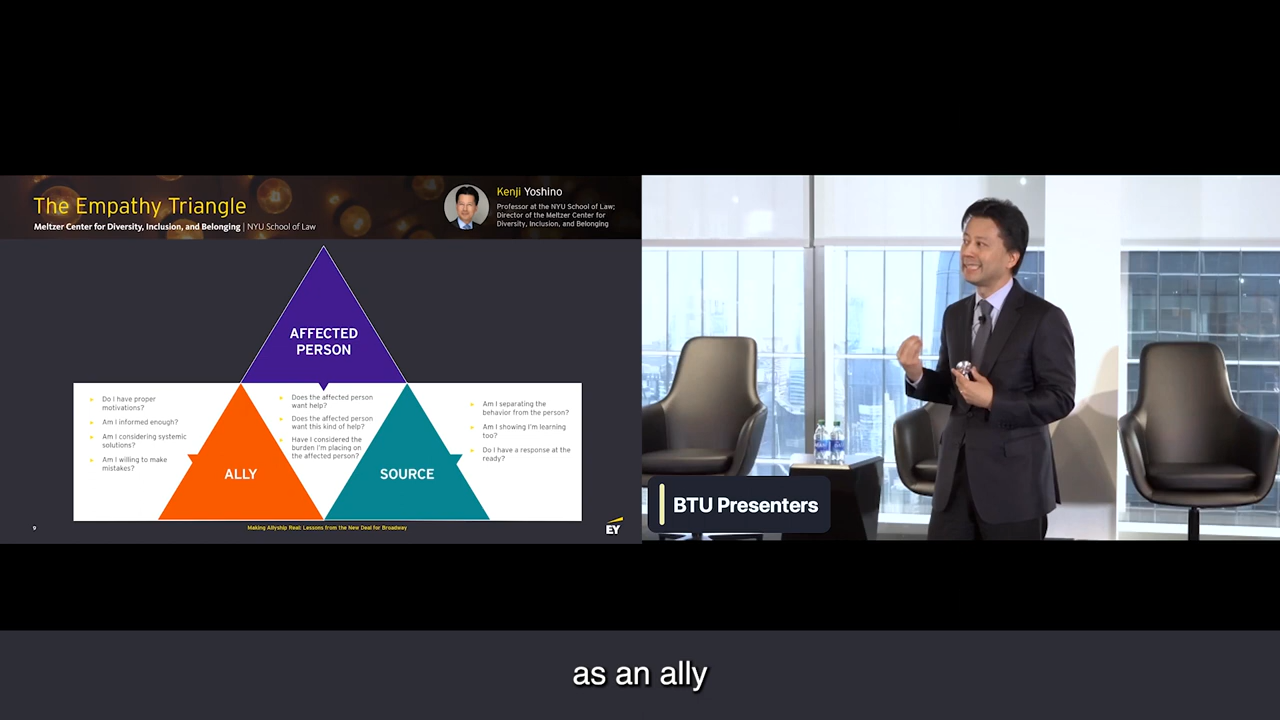 The Empathy Triangle
Meltzer Center for Diversity, Inclusion, and Belonging | NYU School of Law
Kenji Yoshino
Professor at the NYU School of Law;
Director of the Meltzer Center for
Diversity, Inclusion, and Belonging
AFFECTED
PERSON
Do I have proper
motivations?
Am I informed enough?
Am I considering systemic
solutions?
Am I willing to make
mistakes?
ALLY
Does the affected person
want help?
Does the affected person
want this kind of help?
Have I considered the
burden I'm placing on
the affected person?
SOURCE
Am I separating the
behavior from the person?
Am I showing I'm learning
too?
Do I have a response at the
ready?
9
Making Allyship Real: Lessons from the New Deal for Broadway
EY
BTU Presenters
as an ally